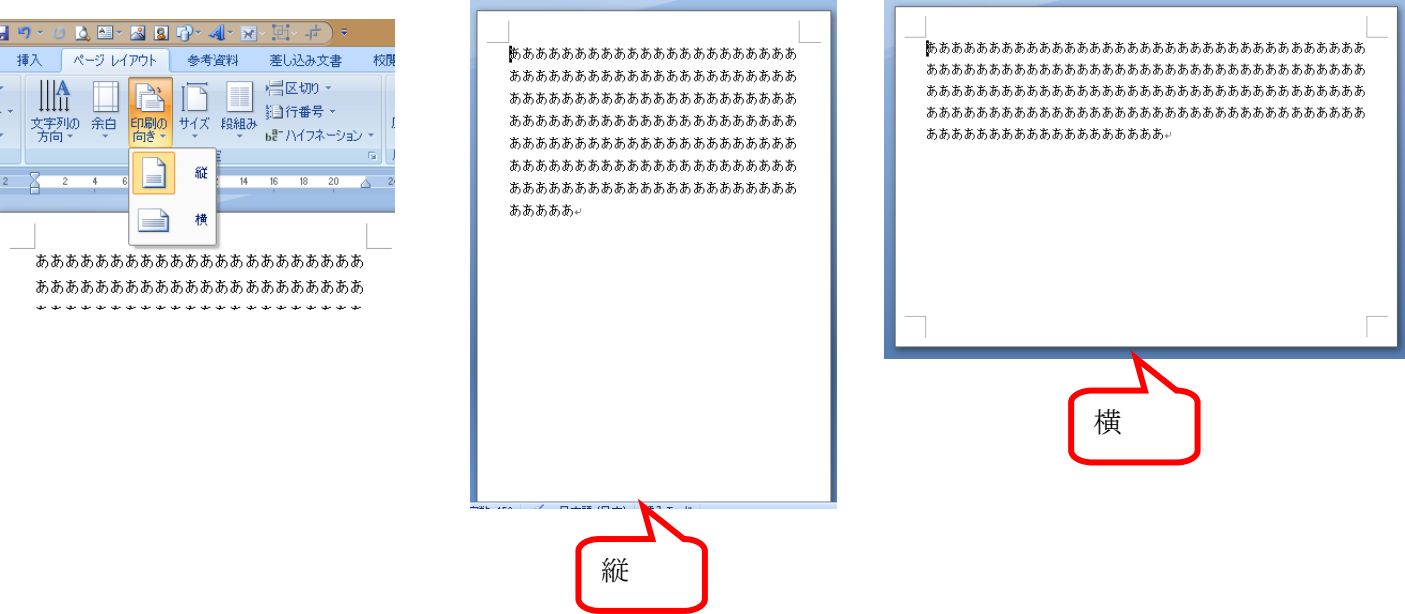 挿入 ページ レイアウト 参考資料 差し込み文書 校閲
文字列の方向
余白
印刷の向き
サイズ
段組み
区切り
行番号
ハイフネーション
縦
横
2 2 4 6 14 16 18 20
ああああああああああああああああああああああ
ああああああああああああああああああああああ
ああああああああああああああああああああああ
ああああああああああああああああああああああ
ああああああああああああああああああああああ
ああああああああああああああああああああああ
ああああああああああああああああああああああ
ああああああああああああああああああああああ
ああああああああああああああああああああああ
あああああ
縦
あああああああああああああああああああああああああああああああああああ
あああああああああああああああああああああああああああああああああああ
あああああああああああああああああああああああああああああああああああ
あああああああああああああああああああああああああああああああああああ
あああああああああああああああああああ
横